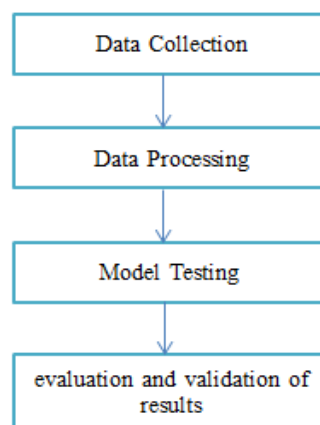 Data Collection
Data Processing
Model Testing
evaluation and validation of
results